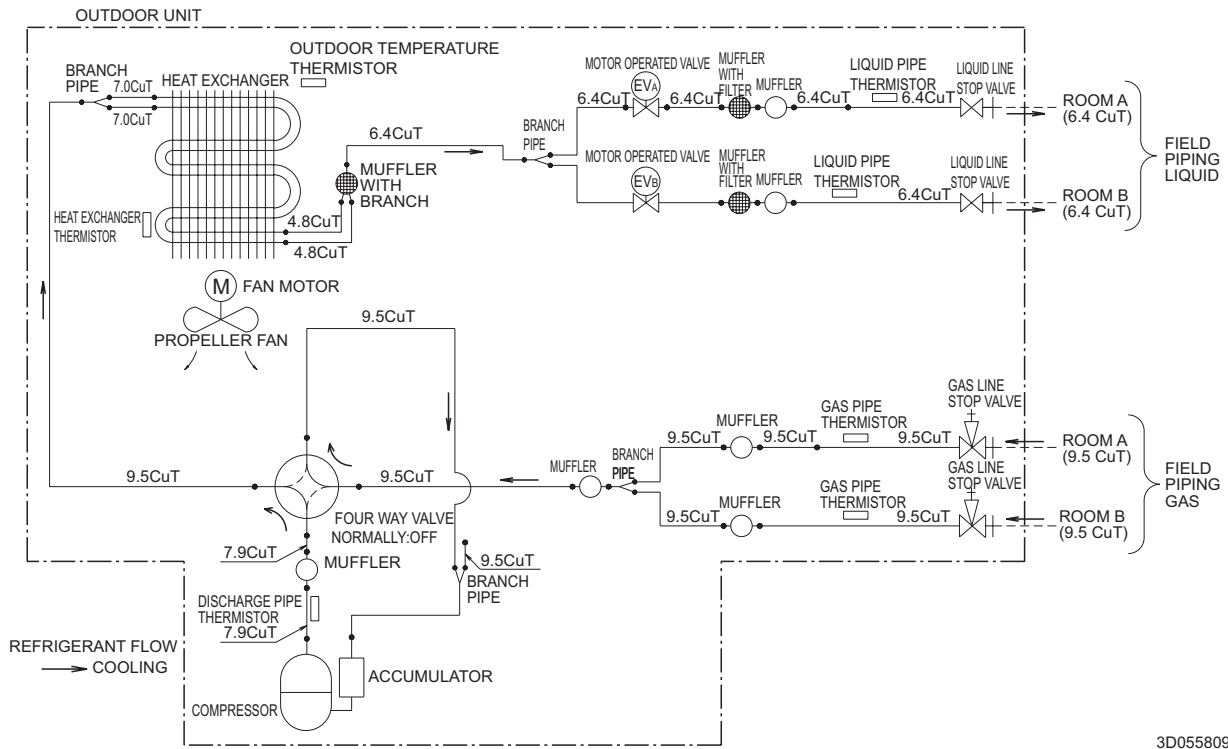 OUTDOOR UNIT
OUTDOOR TEMPERATURE
THERMISTOR
BRANCH
PIPE
7.0CuT
7.0CuT
HEAT EXCHANGER
HEAT EXCHANGER
THERMISTOR
4.8CuT
4.8CuT
MUFFLER
WITH
BRANCH
6.4CuT
BRANCH
PIPE
MOTOR OPERATED VALVE
EVA
6.4CuT
6.4CuT
MUFFLER
WITH
FILTER
MUFFLER
6.4CuT
LIQUID PIPE
THERMISTOR
6.4CuT
LIQUID LINE
STOP VALVE
ROOM A
(6.4 CuT)
MOTOR OPERATED VALVE
EVB
MUFFLER
WITH
FILTER
MUFFLER
LIQUID PIPE
THERMISTOR
6.4CuT
LIQUID LINE
STOP VALVE
ROOM B
(6.4 CuT)
FIELD
PIPING
LIQUID
M
FAN MOTOR
PROPELLER FAN
9.5CuT
9.5CuT
9.5CuT
FOUR WAY VALVE
NORMALLY:OFF
MUFFLER
BRANCH
PIPE
9.5CuT
MUFFLER
9.5CuT
GAS PIPE
THERMISTOR
9.5CuT
GAS LINE
STOP VALVE
ROOM A
(9.5 CuT)
9.5CuT
MUFFLER
GAS PIPE
THERMISTOR
9.5CuT
GAS LINE
STOP VALVE
ROOM B
(9.5 CuT)
FIELD
PIPING
GAS
7.9CuT
MUFFLER
9.5CuT
BRANCH
PIPE
DISCHARGE PIPE
THERMISTOR
7.9CuT
ACCUMULATOR
COMPRESSOR
REFRIGERANT FLOW
COOLING
3D055809